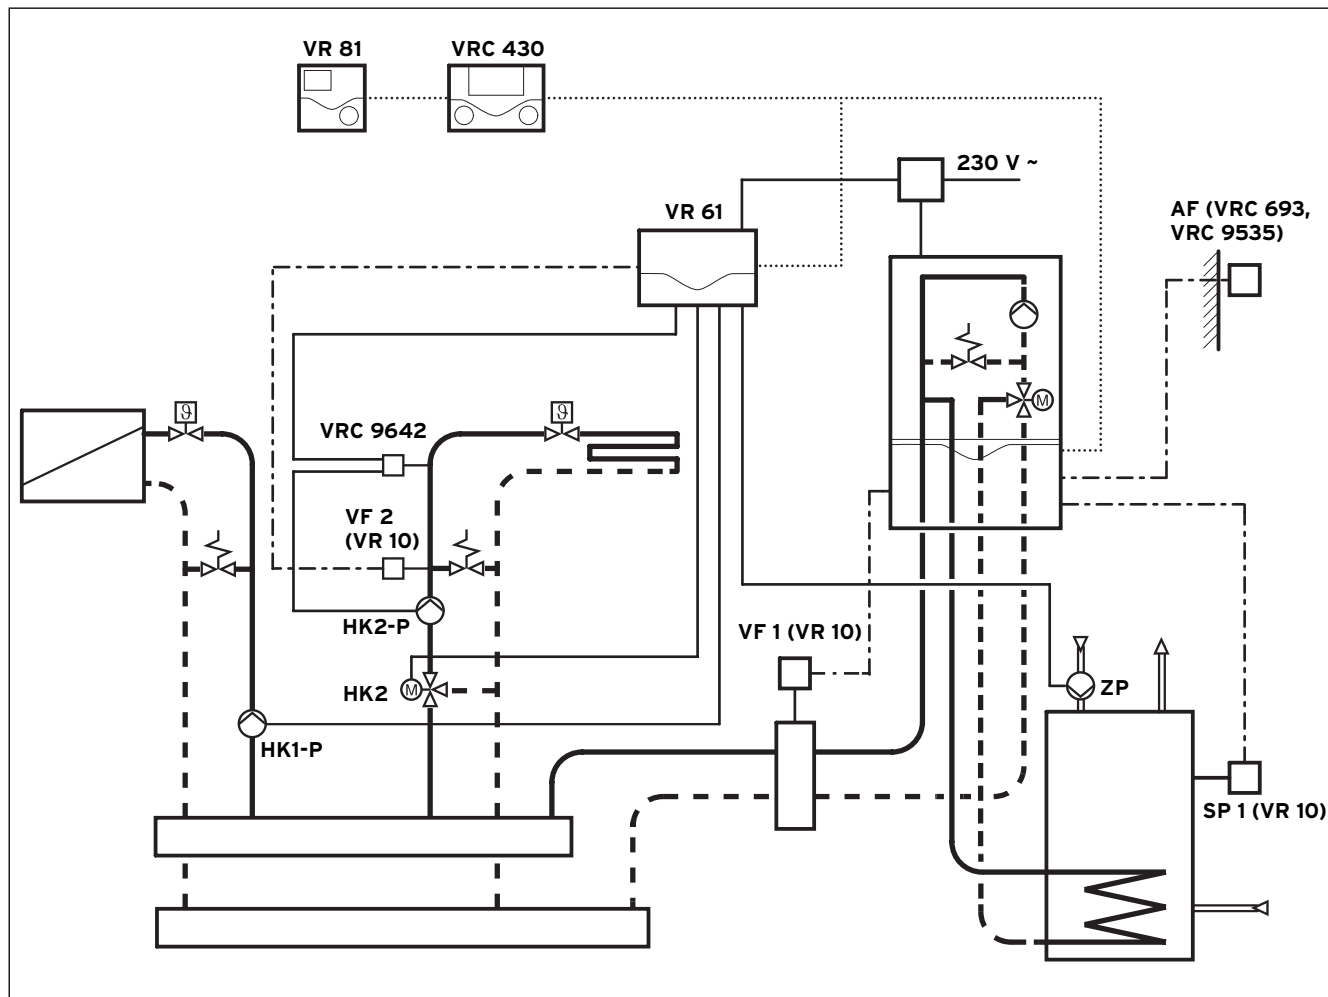 VR 81
VRC 430
230 V ~
VR 61
AF (VRC 693,
VRC 9535)
M
ϑ
ϑ
VRC 9642
VF 2
(VR 10)
HK2-P
VF 1 (VR 10)
HK2
M
ZP
HK1-P
SP 1 (VR 10)